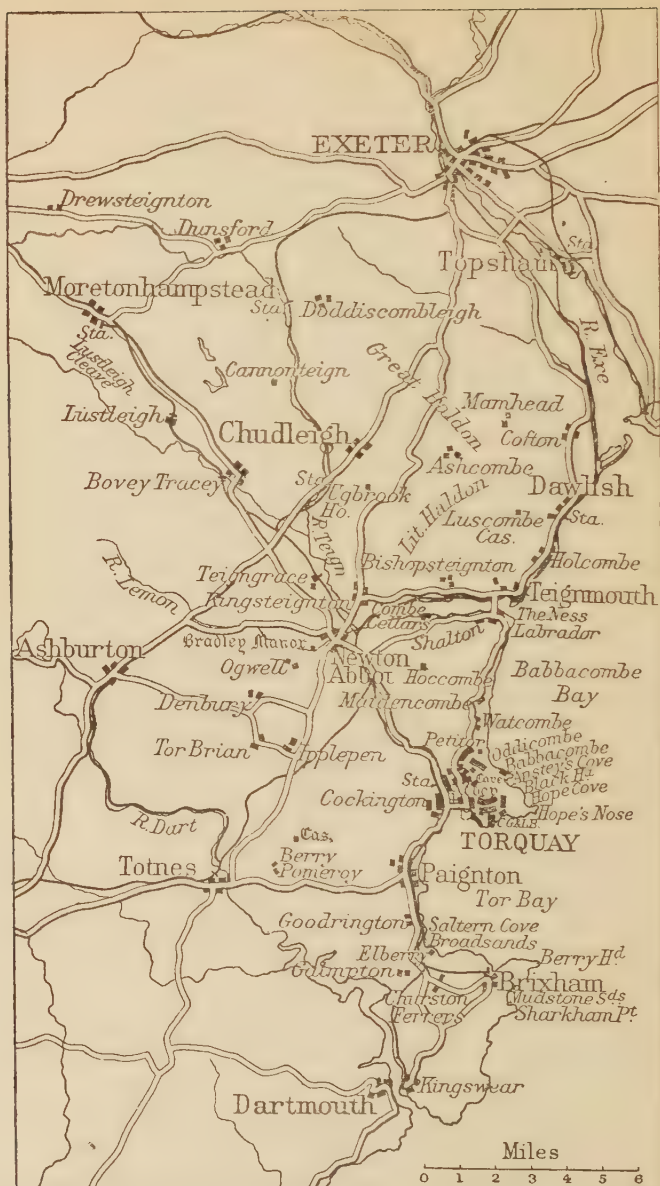 EXETER
Drewsteignton
Dunsford
Sta.
Topsham
Moretonhampstead
Sta.
Doddiscombleigh
R. Exe
Sta.
Lustleigh
Cleave
Cannonteign
Great Haldon
Mamhead
Lustleigh
Chudleigh
Cofton
Ashcombe
Bovey Tracey
Sta.
Ugbrook
Ho.
Dawlish
Lit. Haldon
Luscombe
Cas.
Sta.
R. Teign
R. Lemon
Teigngrace
Bishopsteignton
Holcombe
Kingsteignton
Teignmouth
Combe
Cellars
The Ness
Labrador
Bradley Manor
Shalton
Ashburton
Ogwell
Newton
Abbot
Hoccombe
Babbacombe
Bay
Denbury
Maidencombe
Watcombe
Petitor
Oddicombe
Tor Brian
Ipplepen
Babbacombe
Anstey's Cove
Black Hd
Hope Cove
Sta.
Cockington
Hope's Nose
R. Dart
TORQUAY
Cas.
Totnes
Berry
Pomeroy
Paignton
Tor Bay
Goodrington
Saltern Cove
Broadsands
Elberry
Berry Hd
Galmpton
Brixham
Churston
Ferrers
Mudstone Sds
Sharkham Pt
Kingswear
Dartmouth
Miles
0 1 2 3 4 5 6